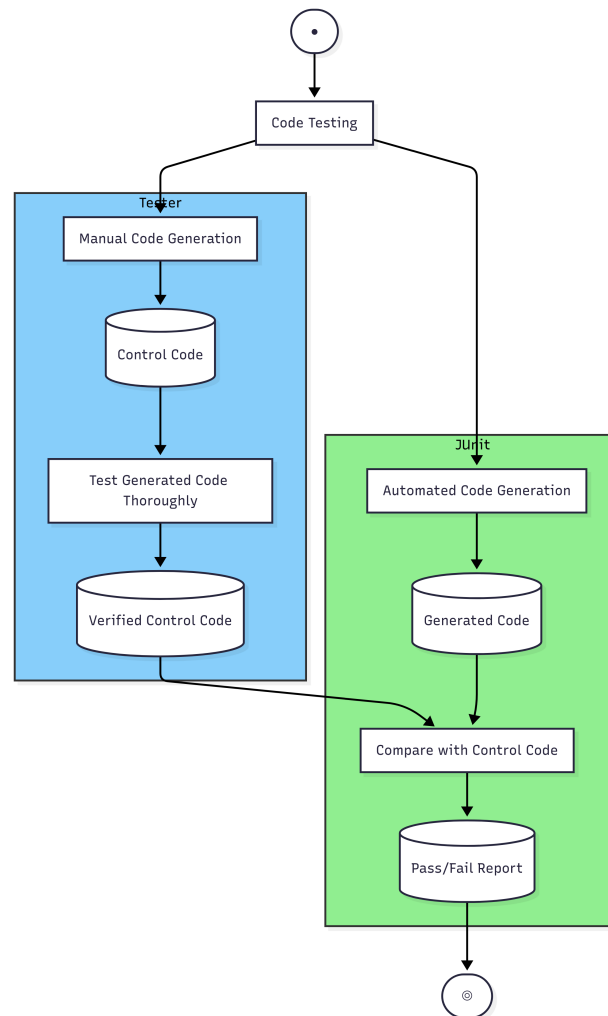 Code Testing
Tester
Manual Code Generation
Control Code
Test Generated Code
Thoroughly
Verified Control Code
JUnit
Automated Code Generation
Generated Code
Compare with Control Code
Pass/Fail Report